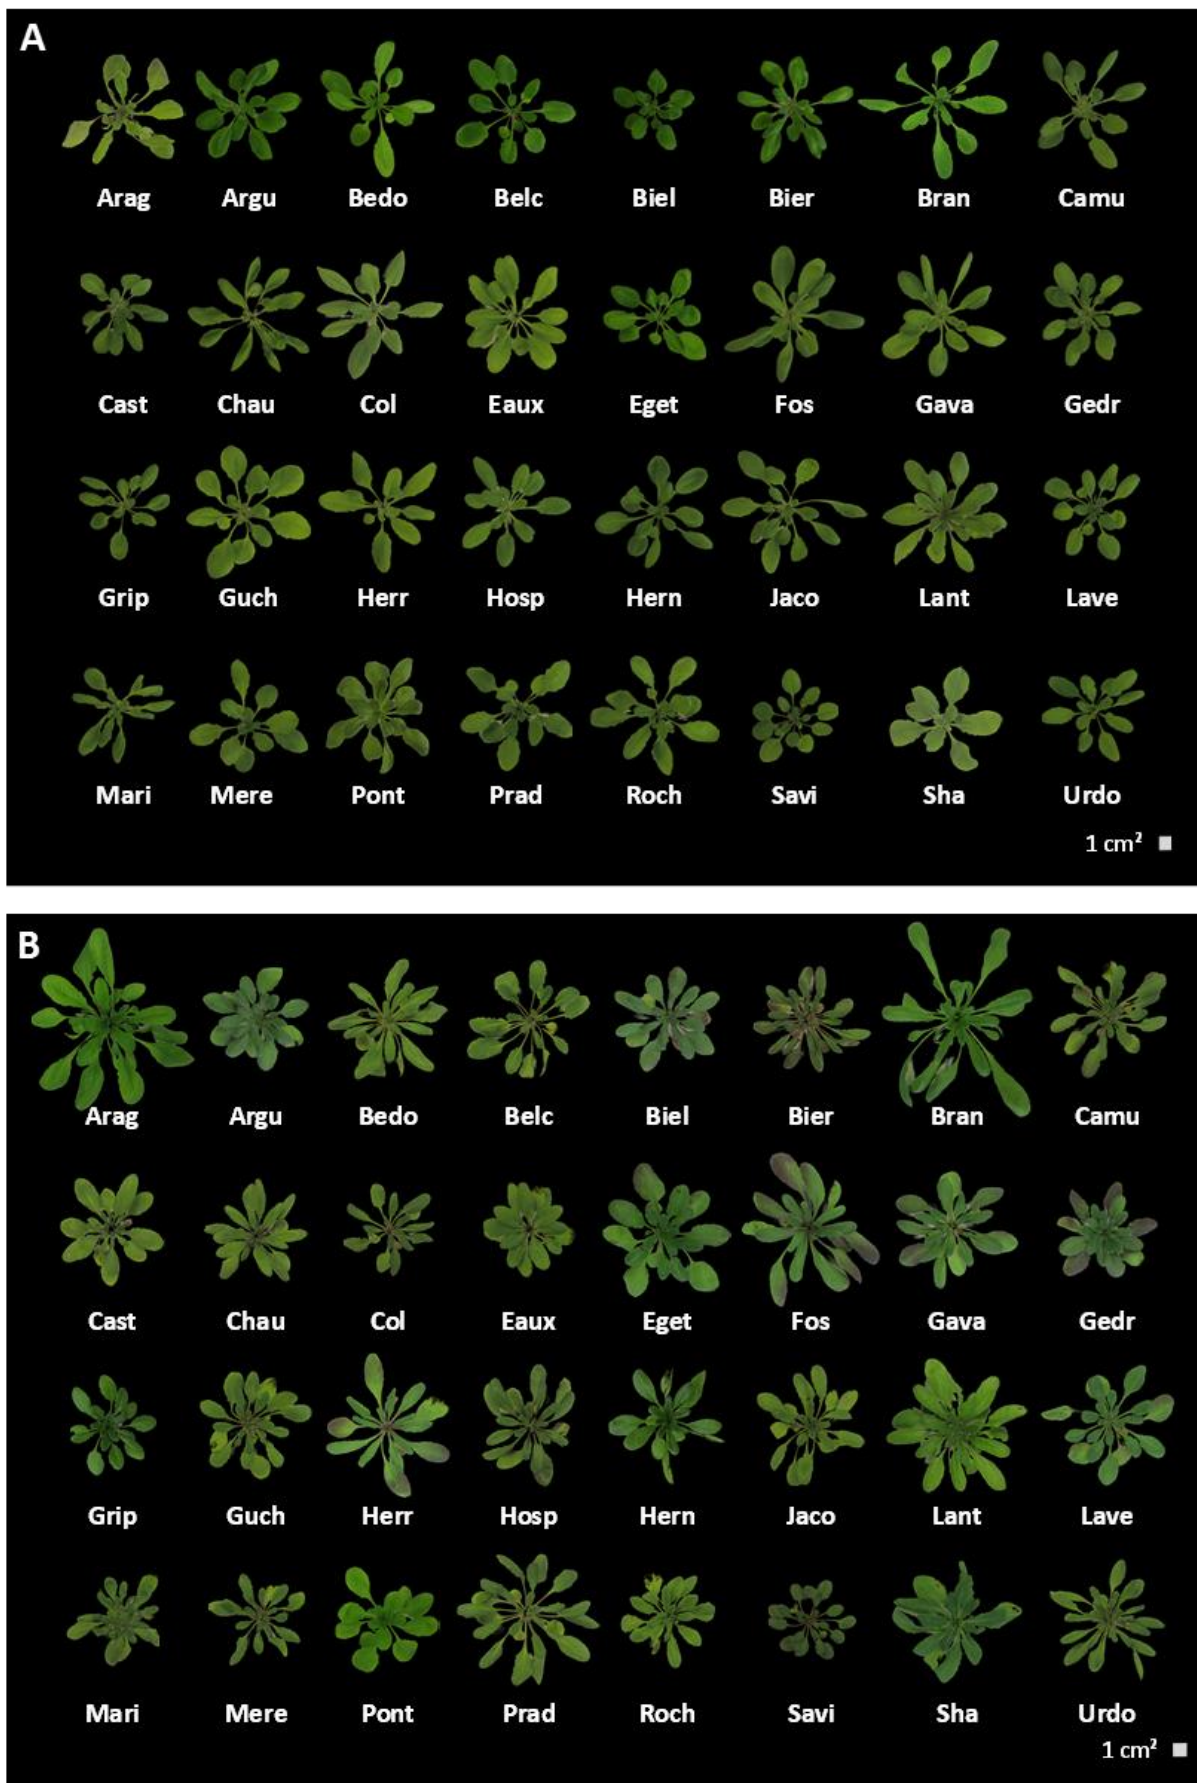 A
Arag Argu Bedo Belc Biel Bier Bran Camu
Cast Chau Col Eaux Eget Fos Gava Gedr
Grip Guch Herr Hosp Hern Jaco Lant Lave
Mari Mere Pont Prad Roch Savi Sha Urdo
1 cm²
B
Arag Argu Bedo Belc Biel Bier Bran Camu
Cast Chau Col Eaux Eget Fos Gava Gedr
Grip Guch Herr Hosp Hern Jaco Lant Lave
Mari Mere Pont Prad Roch Savi Sha Urdo
1 cm²